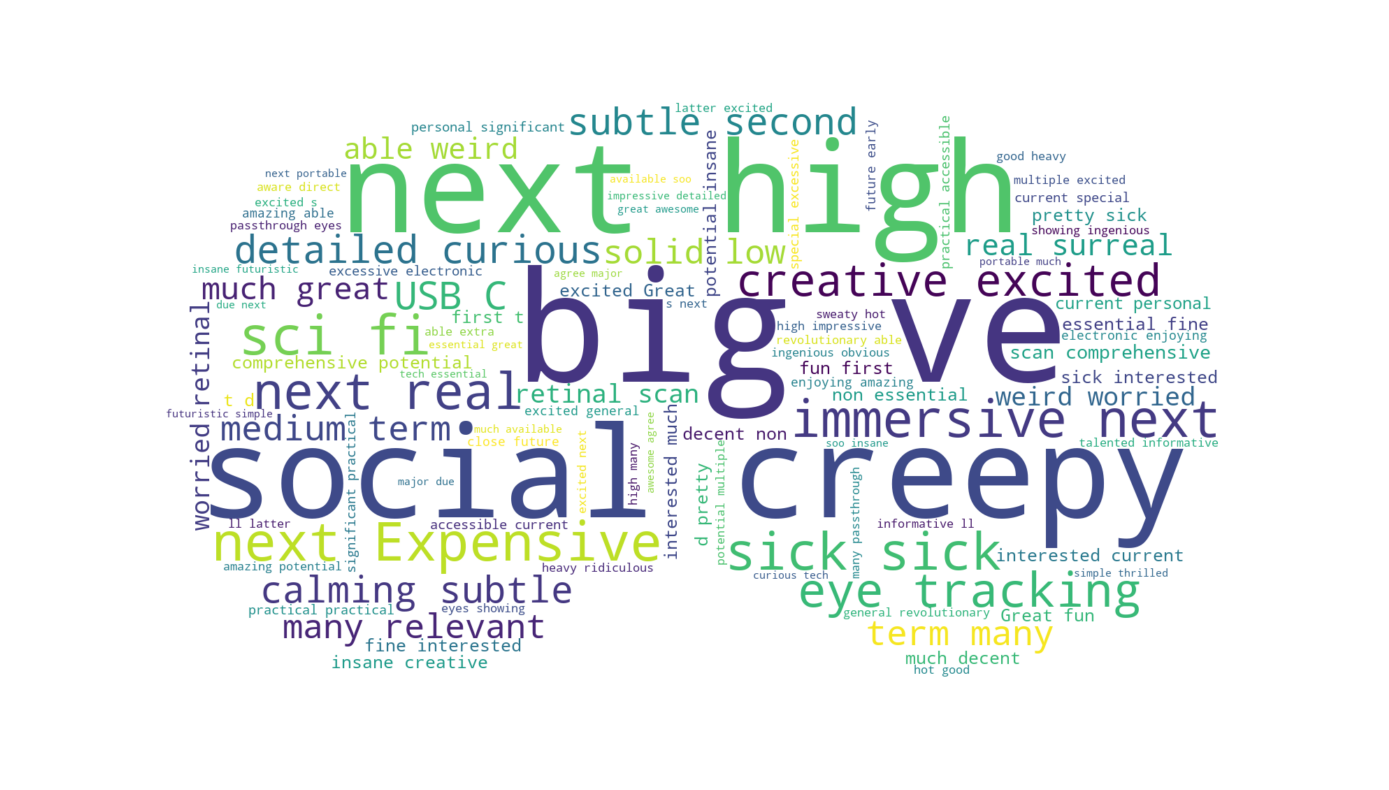 latter excited
subtle second
personal significant
able weird
next high
potential insane
special excessive
future early
practical accessible
good heavy
next portable
aware direct
available soo
impressive detailed
great awesome
multiple excited
current special
excited s
amazing able
passthrough eyes
pretty sick
showing ingenious
detailed curious
solid low
real surreal
insane futuristic
excessive electronic
agree major
portable much
much great
USB C
excited Great
creative excited
due next
s next
big ve
current personal
first t
sweaty hot
essential fine
sci fi
able extra
essential great
high impressive
revolutionary able
ingenious obvious
electronic enjoying
scan comprehensive
comprehensive potential
tech essential
fun first
enjoying amazing
sick interested
worried retinal
next real
retinal scan
non essential
weird worried
t d
futuristic simple
excited general
medium term
much available
close future
decent non
immersive next
soo insane
talented informative
significant practical
excited next
high many
awesome agree
interested much
d pretty
potential multiple
many passthrough
social
major due
creepy
ll latter
accessible current
informative ll
next Expensive
sick sick
interested current
amazing potential
heavy ridiculous
curious tech
simple thrilled
calming subtle
eye tracking
practical practical
eyes showing
general revolutionary
Great fun
many relevant
term many
fine interested
insane creative
much decent
hot good